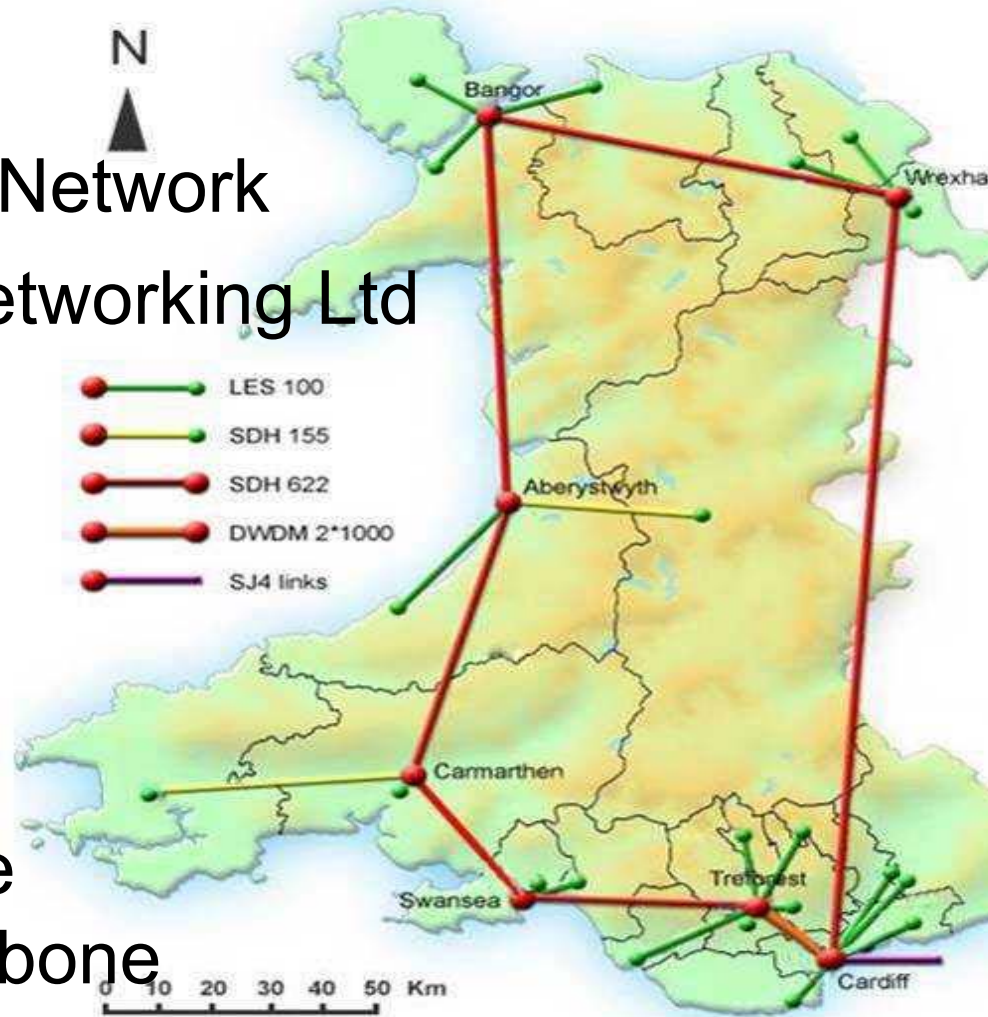 N
Bangor
Network
Wrexha
etworking Ltd
LES 100
SDH 155
SDH 622
Aberystwyth
DWDM 2*1000
SJ4 links
Carmarthen
e
Treforest
Swansea
bone
Cardiff
0 10 20 30 40 50 Km